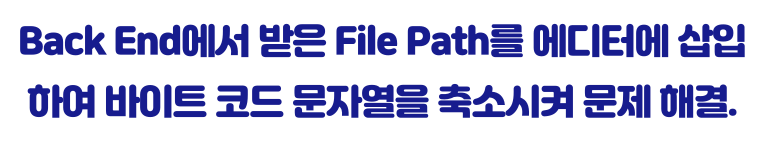 Back End에서 받은 File Path를 에디터에 삽입
하여 바이트 코드 문자열을 축소시켜 문제 해결.